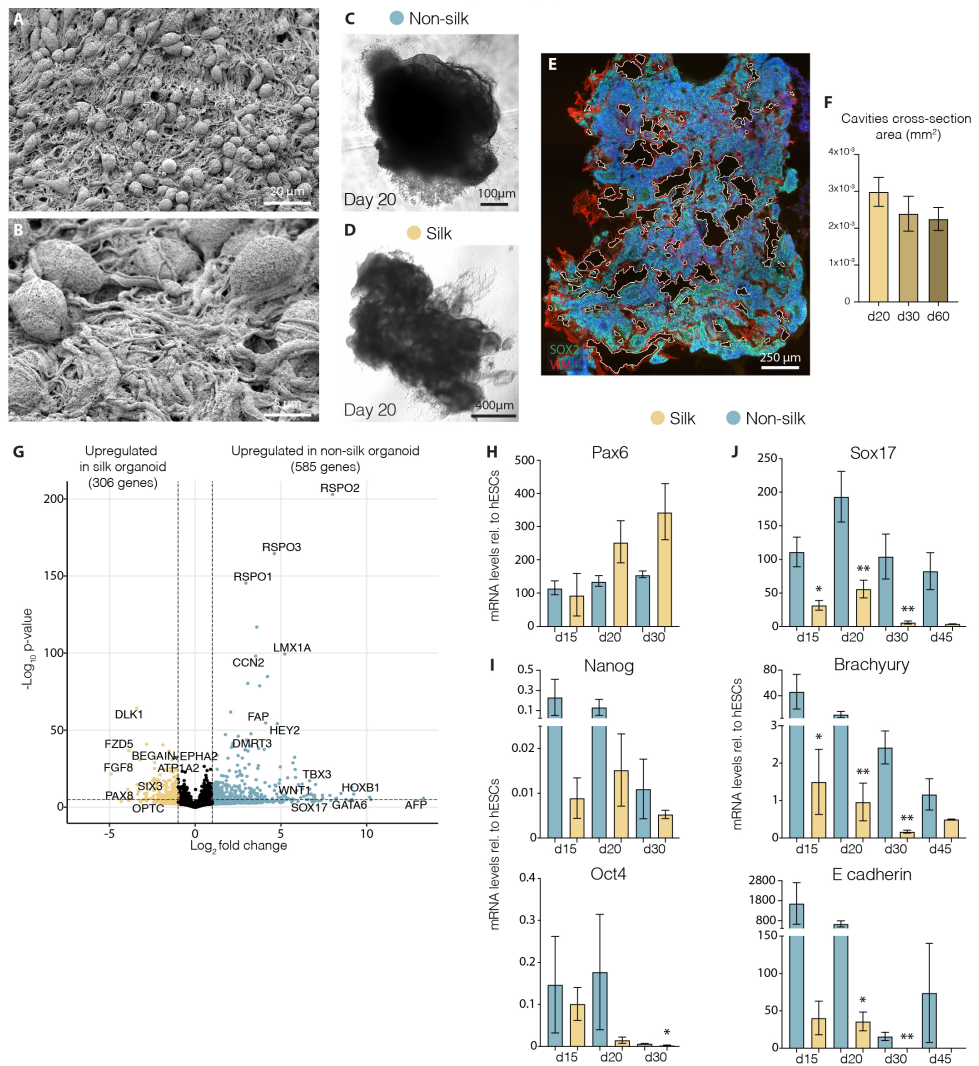 A
20 µm
B
µm
C
Non-silk
Day 20
100µm
D
Silk
Day 20
400µm
E
SOX2
250 µm
F
Cavities cross-section
area (mm²)
4x10⁻³
3x10⁻³
2x10⁻³
1x10⁻³
0
d20 d30 d60
Silk Non-silk
G
Upregulated
in silk organoid
(306 genes)
Upregulated in non-silk organoid
(585 genes)
-Log₁₀ p-value
200
150
100
50
0
RSPO2
RSPO3
RSPO1
LMX1A
CCN2
DLK1
FAP
HEY2
FZD5
DMRT3
BEGAIN
EPHA2
FGF8
ATP1A2
TBX3
SIX3
WNT1
HOXB1
PAX8
OPTC
SOX17
GATA6
AFP
-5 0 5 10
Log₂ fold change
H
Pax6
mRNA levels rel. to hESCs
500
400
300
200
100
0
d15 d20 d30
I
Nanog
mRNA levels rel. to hESCs
0.5
0.3
0.1
0.02
0.01
0
d15 d20 d30
Oct4
0.4
0.3
0.2
0.1
0
*
d15 d20 d30
J
Sox17
250
200
150
100
50
0
* ** **
d15 d20 d30 d45
Brachyury
mRNA levels rel. to hESCs
80
40
3
2
1
0
* ** **
d15 d20 d30 d45
E cadherin
2800
1800
800
150
100
50
0
* **
d15 d20 d30 d45